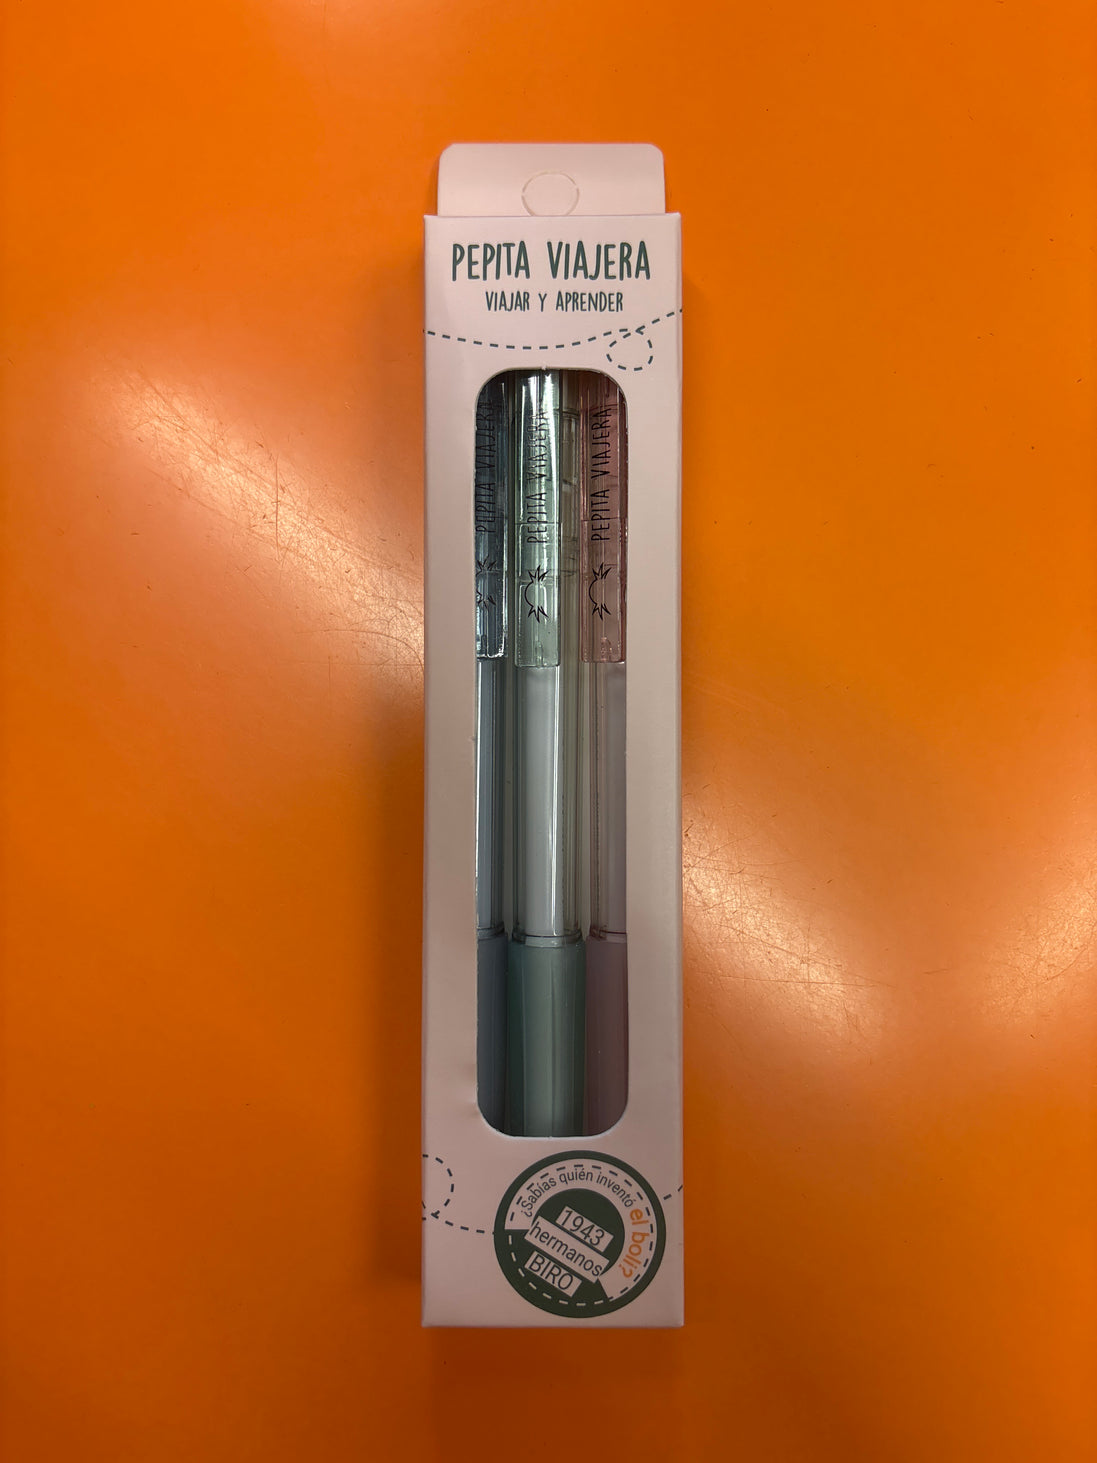 PEPITA VIAJERA
VIAJAR Y APRENDER
PEPITA VIAJERA
PEPITA VIAJERA
PEPITA VIAJERA
¿Sabías quién inventó el boli?
1943
hermanos
BIRO